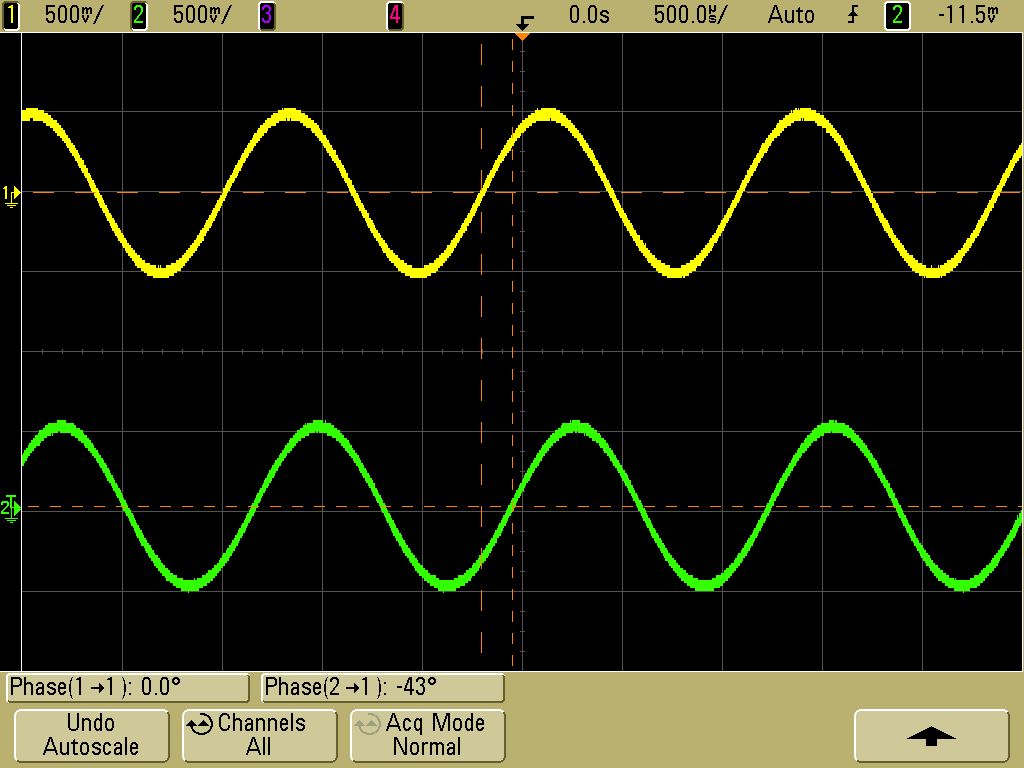 1 500mV/ 2 500mV/ 3 4 0.0s 500.0µs/ Auto 2 -11.5mV
1
2
Phase(1→1): 0.0° Phase(2→1): -43°
Undo Channels Acq Mode
Autoscale All Normal